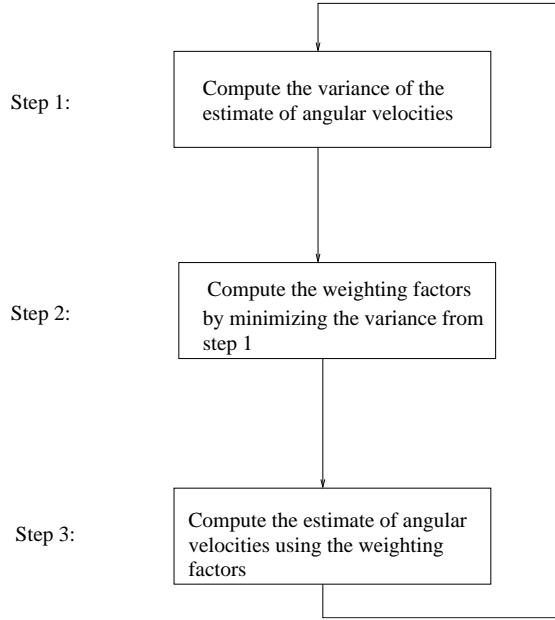 Step 1:
Compute the variance of the
estimate of angular velocities
Step 2:
Compute the weighting factors
by minimizing the variance from
step 1
Step 3:
Compute the estimate of angular
velocities using the weighting
factors